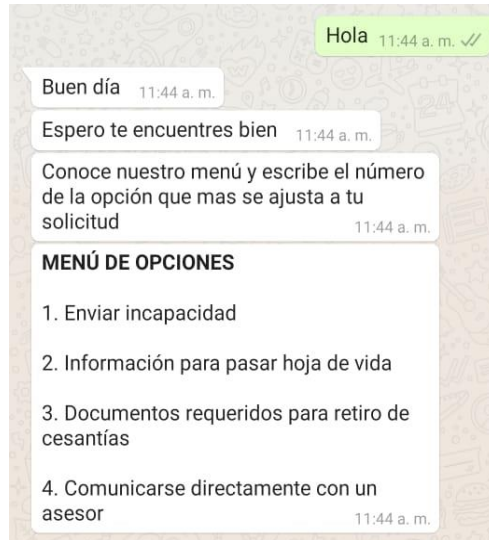 Hola 11:44 a. m.
Buen día 11:44 a. m.
Espero te encuentres bien 11:44 a. m.
Conoce nuestro menú y escribe el número
de la opción que mas se ajusta a tu
solicitud 11:44 a. m.
MENÚ DE OPCIONES
1. Enviar incapacidad
2. Información para pasar hoja de vida
3. Documentos requeridos para retiro de
cesantías
4. Comunicarse directamente con un
asesor 11:44 a. m.